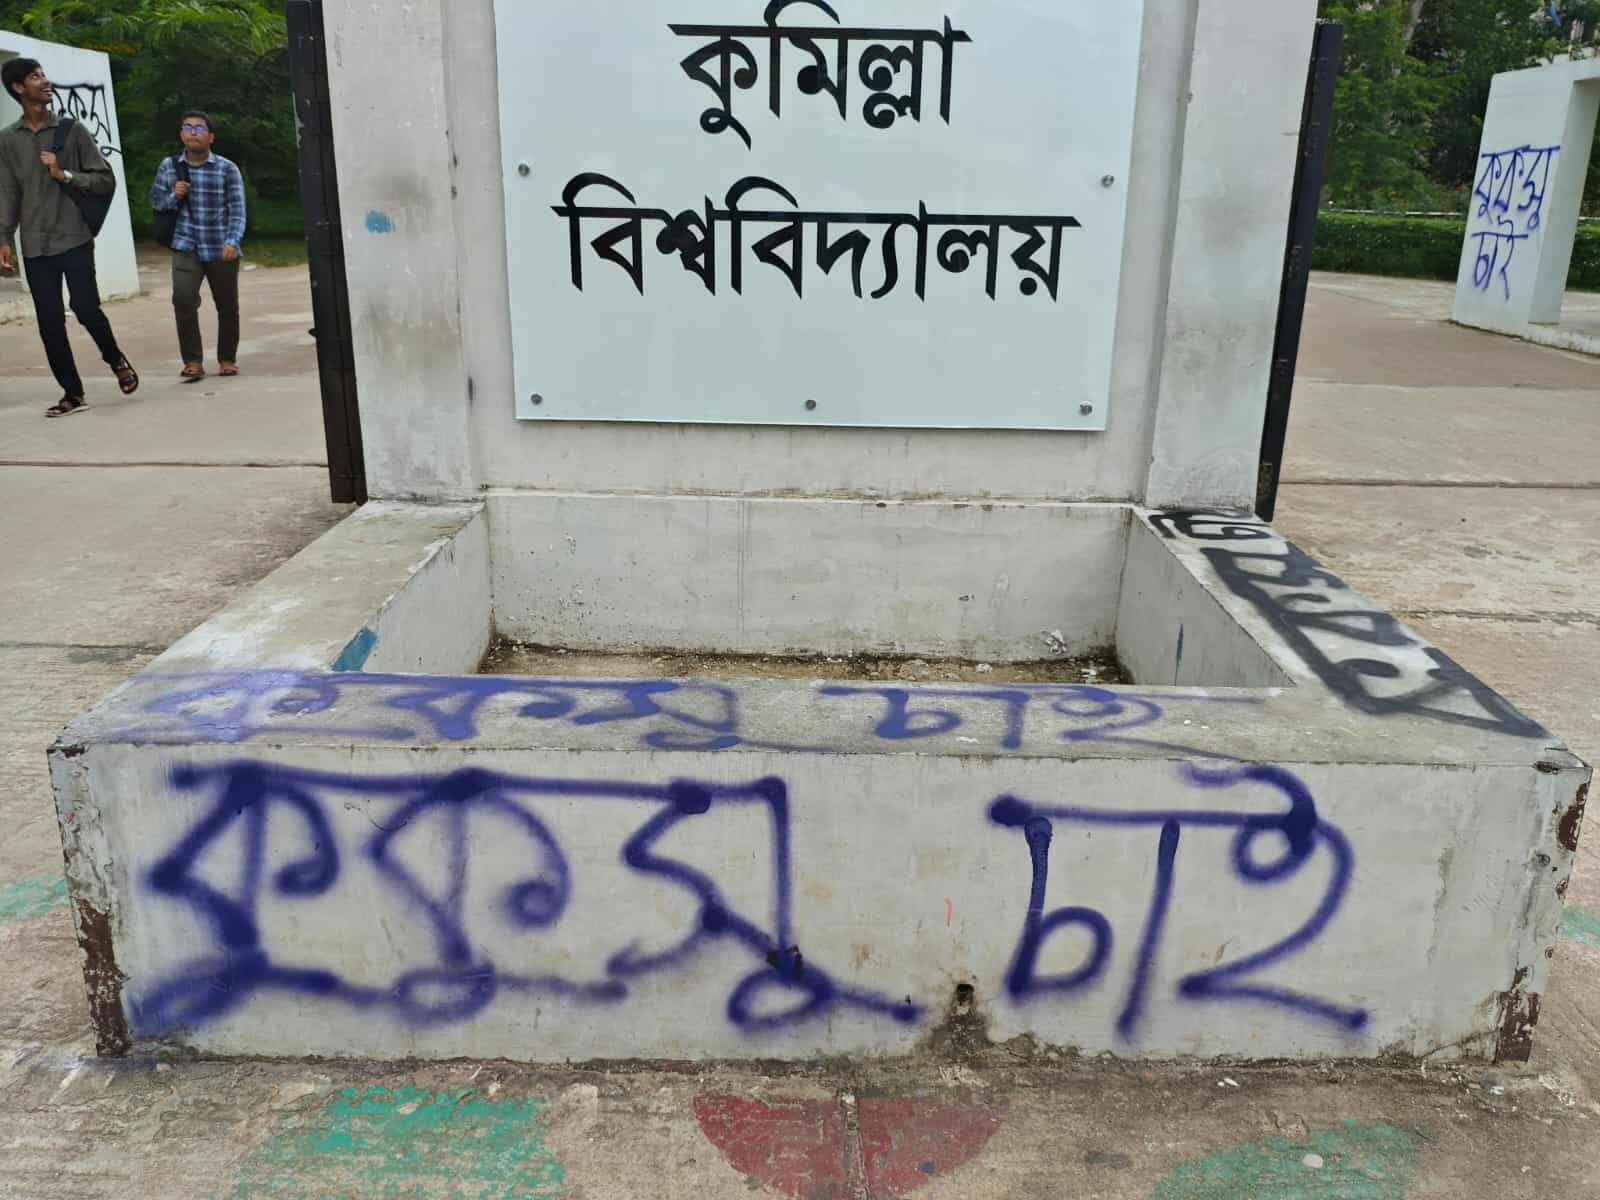 কুমিল্লা
বিশ্ববিদ্যালয়
কুকসু
কুকসু
চাই
কুকসু চাই
কুকুসু চাই